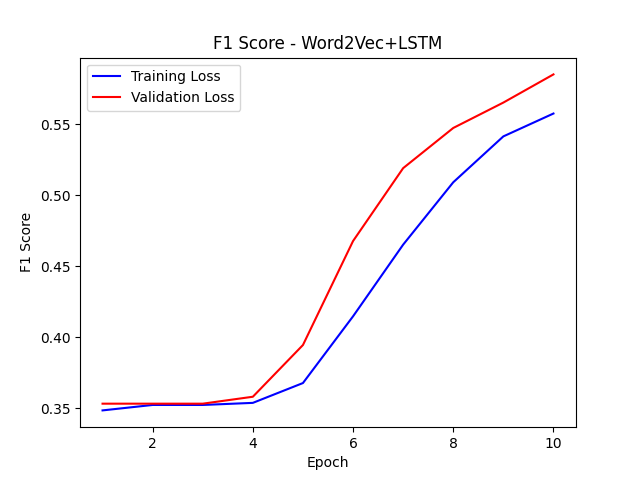 F1 Score - Word2Vec+LSTM
Training Loss
Validation Loss
0.55
0.50
0.45
0.40
0.35
F1 Score
2 4 6 8 10
Epoch